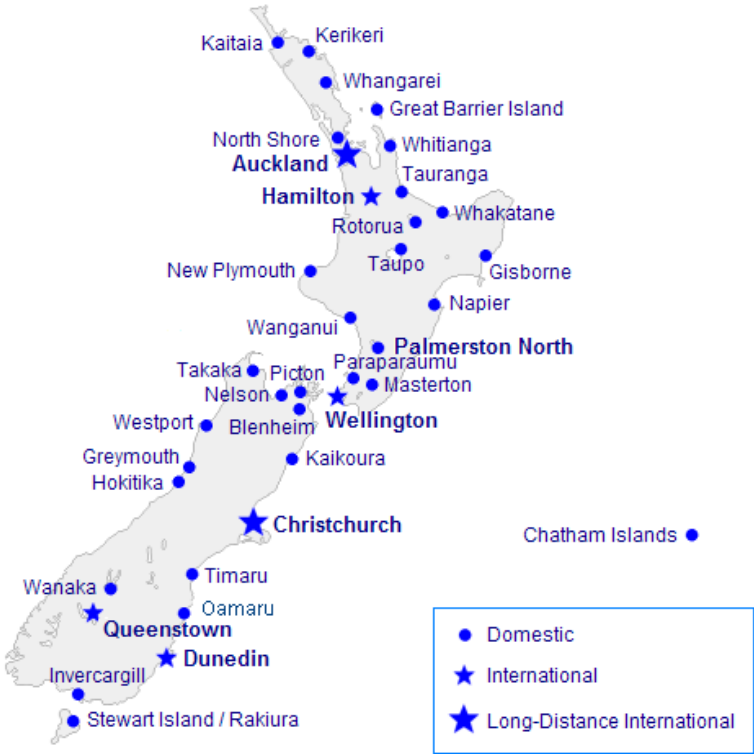 Kaitaia
Kerikeri
Whangarei
Great Barrier Island
North Shore
Whitianga
Auckland
Tauranga
Hamilton
Whakatane
Rotorua
Taupo
Gisborne
New Plymouth
Napier
Wanganui
Palmerston North
Paraparaumu
Takaka
Picton
Masterton
Nelson
Wellington
Westport
Blenheim
Greymouth
Kaikoura
Hokitika
Christchurch
Chatham Islands
Timaru
Wanaka
Oamaru
Queenstown
Dunedin
Invercargill
Stewart Island / Rakiura
Domestic
International
Long-Distance International